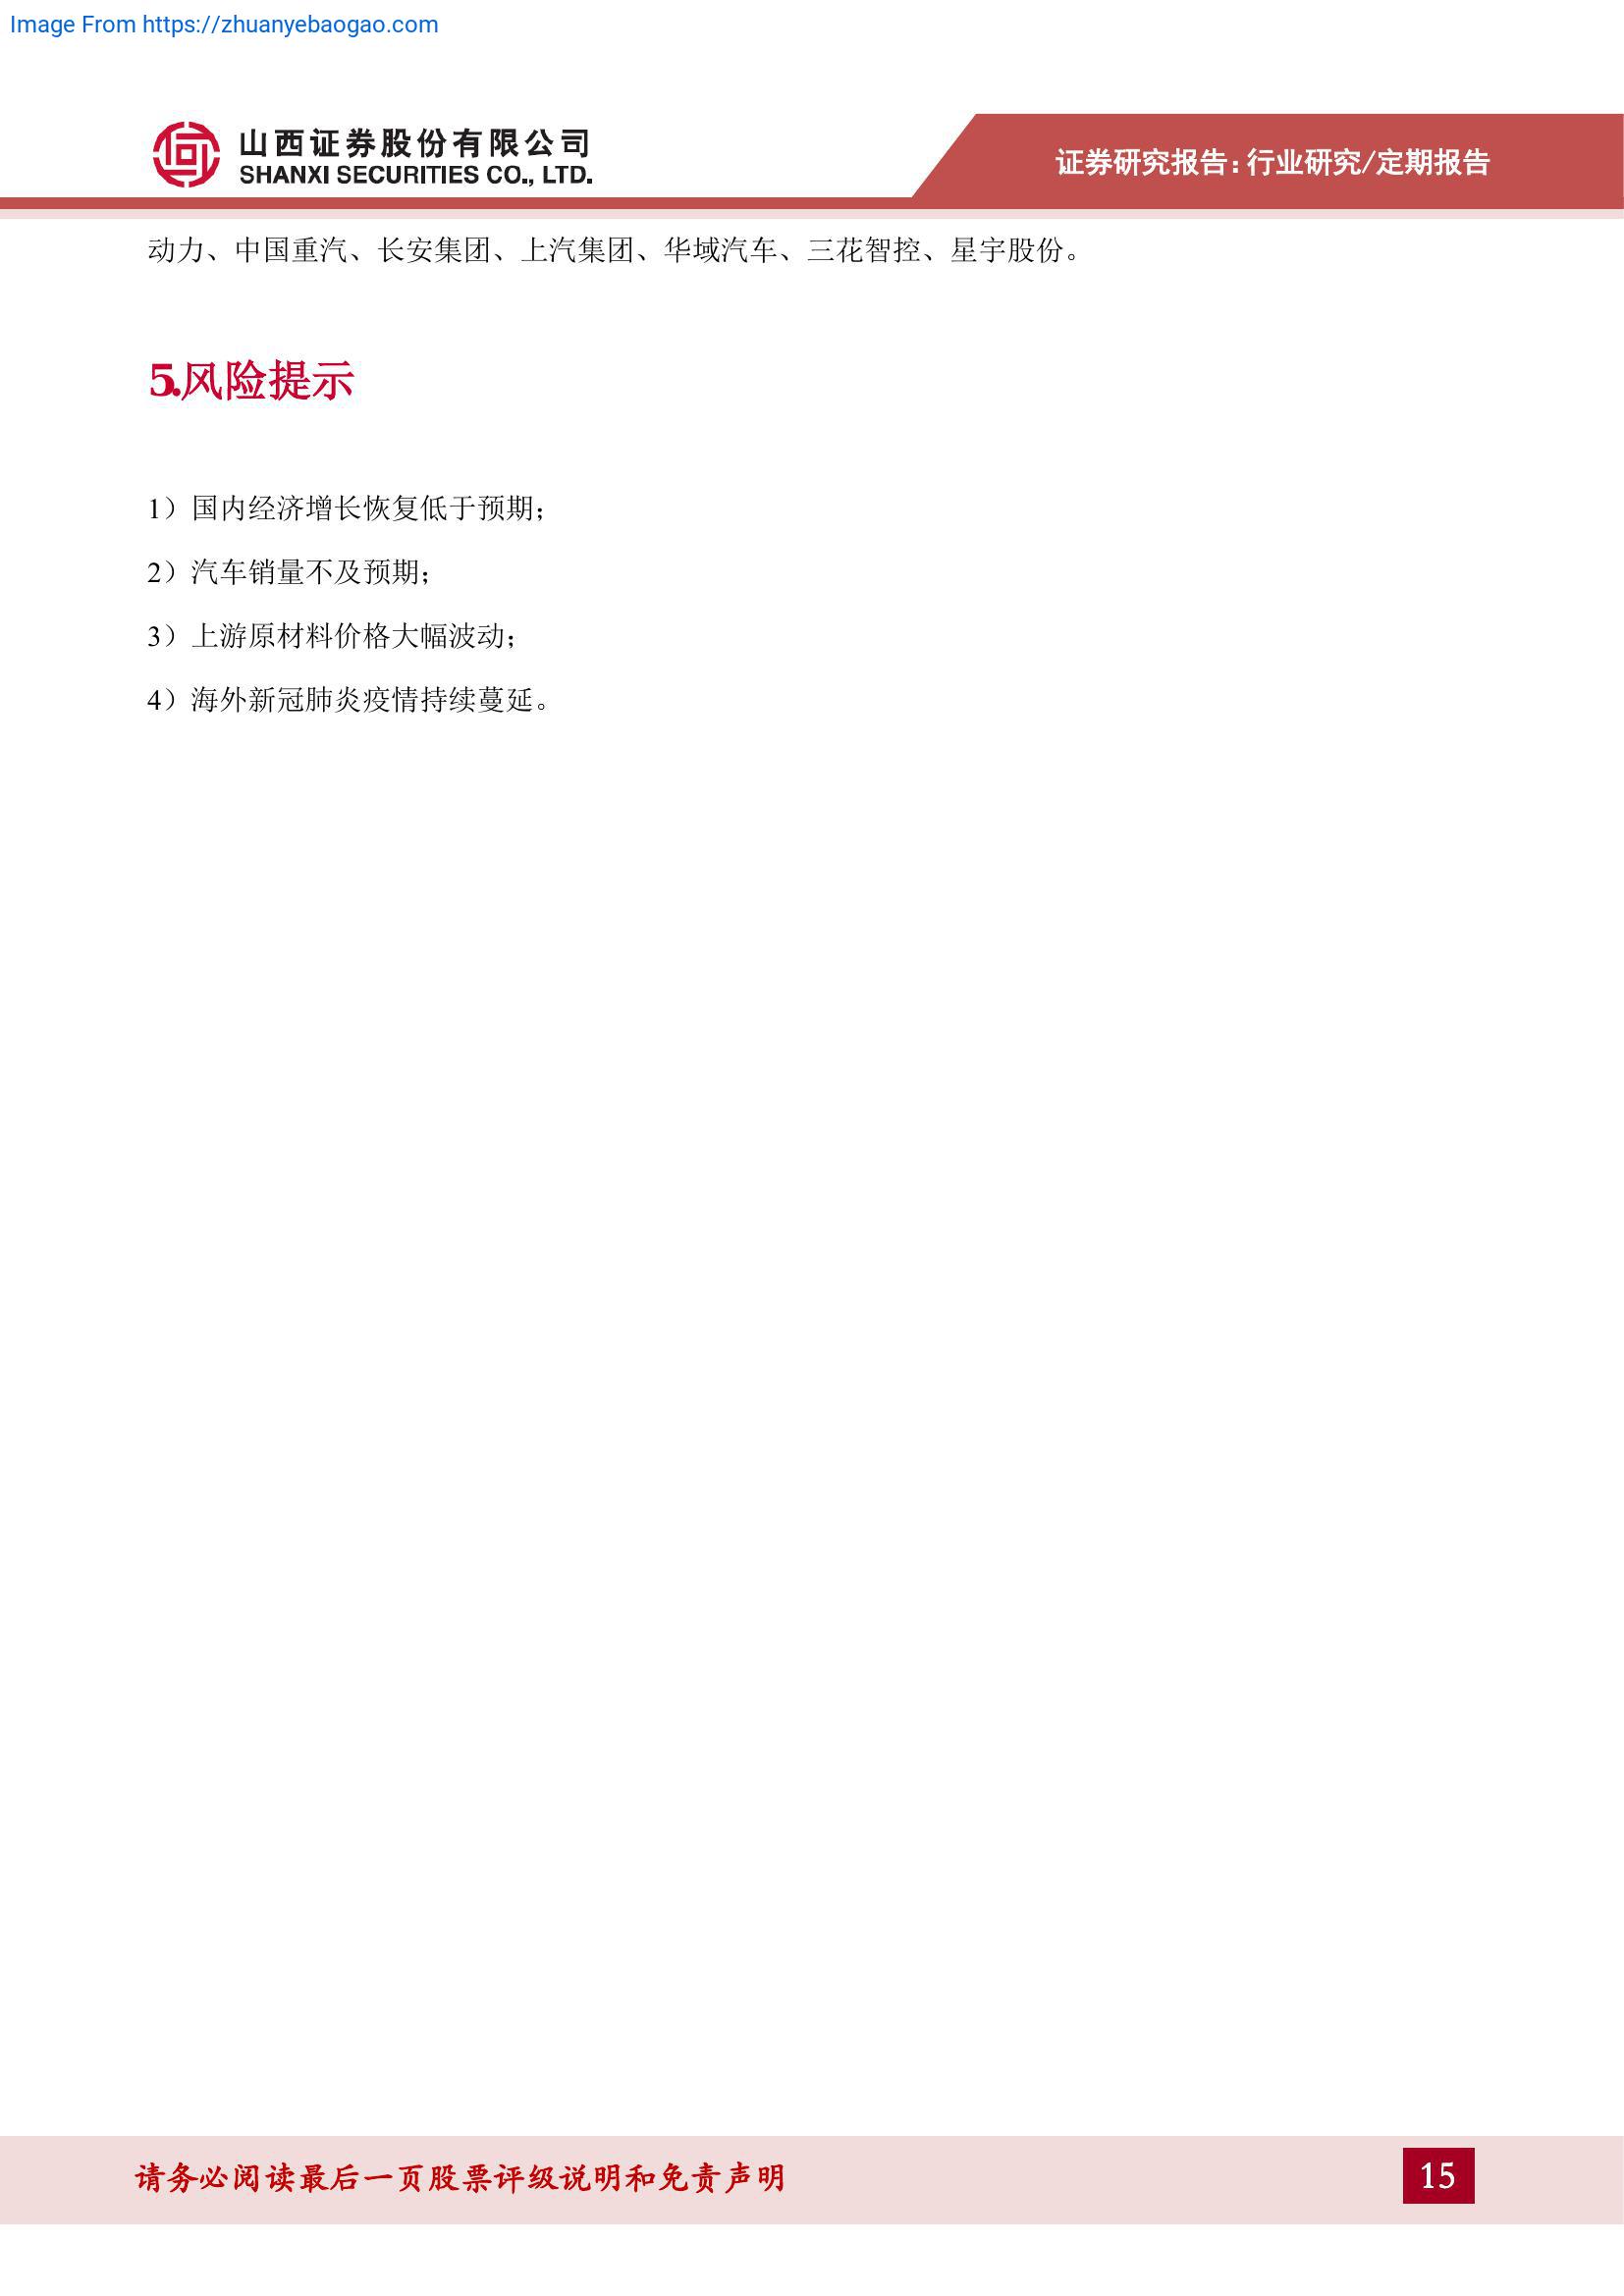 Image From https://zhuanyebaogao.com
山西证券股份有限公司
SHANXI SECURITIES CO., LTD.
证券研究报告：行业研究/定期报告
动力、中国重汽、长安集团、上汽集团、华域汽车、三花智控、星宇股份。
5.风险提示
1）国内经济增长恢复低于预期；
2）汽车销量不及预期；
3）上游原材料价格大幅波动；
4）海外新冠肺炎疫情持续蔓延。
请务必阅读最后一页股票评级说明和免责声明
15